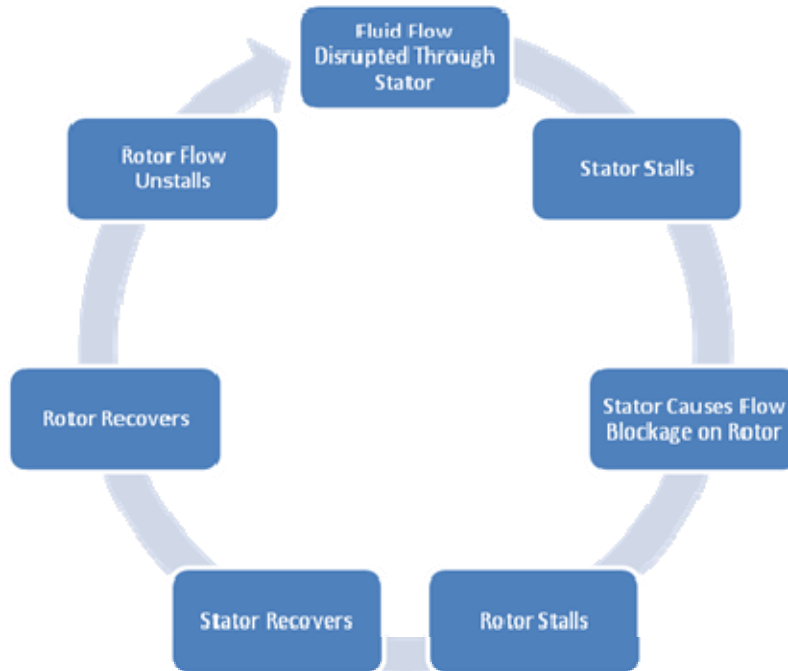 Fluid Flow
Disrupted Through
Stator
Stator Stalls
Stator Causes Flow
Blockage on Rotor
Rotor Stalls
Stator Recovers
Rotor Recovers
Rotor Flow
Unstalls